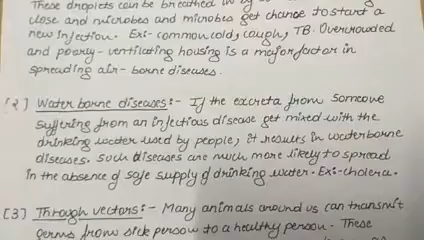 These droplets can be breathed in by
close and microbes and microbes get chance to start a
new infection. Ex:- common cold, cough, TB. Overcrowded
and poorly-ventilating housing is a major factor in
spreading air-borne diseases.
[2] Water borne diseases:- If the excreta from someone
suffering from an infectious disease get mixed with the
drinking water used by people, it results in waterborne
diseases. Such diseases are much more likely to spread
in the absence of safe supply of drinking water. Ex:- cholera.
[3] Through vectors:- Many animals around us can transmit
germs from sick person to a healthy person. These